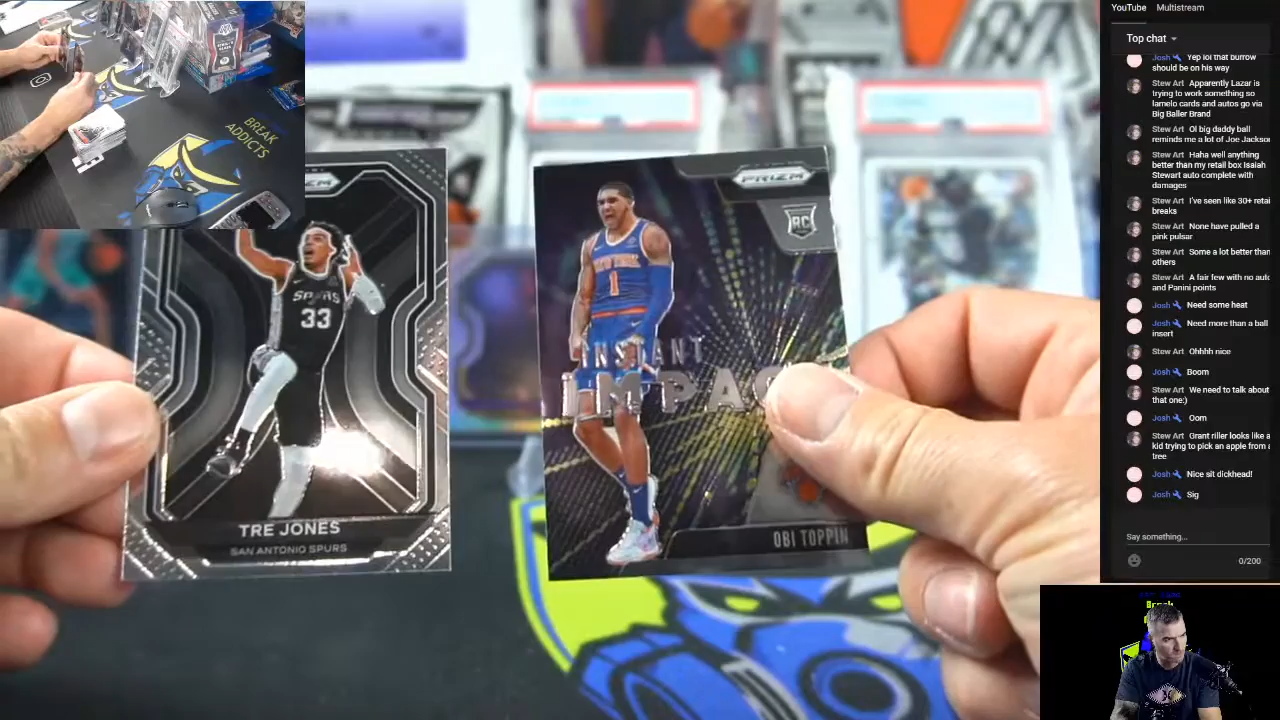 BREAK
ADDICTS
PRIZM
SPURS
33
TRE JONES
SAN ANTONIO SPURS
PRIZM
RC
NEW YORK
1
INSTANT
IMPAC
OBI TOPPIN
YouTube Multistream
Top chat
Josh Yep lol that burrow
should be on his way
Stew Art Apparently Lazar is
trying to work something so
lamelo cards and autos go via
Big Baller Brand
Stew Art Ol big daddy ball
reminds me a lot of Joe Jackson
Stew Art Haha well anything
better than my retail box Isaiah
Stewart auto complete with
damages
Stew Art I've seen like 30+ retai
breaks
Stew Art None have pulled a
pink pulsar
Stew Art Some a lot better than
others
Stew Art A fair few with no auto
and Panini points
Josh Need some heat
Josh Need more than a ball
insert
Stew Art Ohhhh nice
Josh Boom
Stew Art We need to talk about
that one:)
Josh Oom
Stew Art Grant riller looks like a
kid trying to pick an apple from a
tree
Josh Nice sit dickhead!
Josh Sig
Say something...
0/200